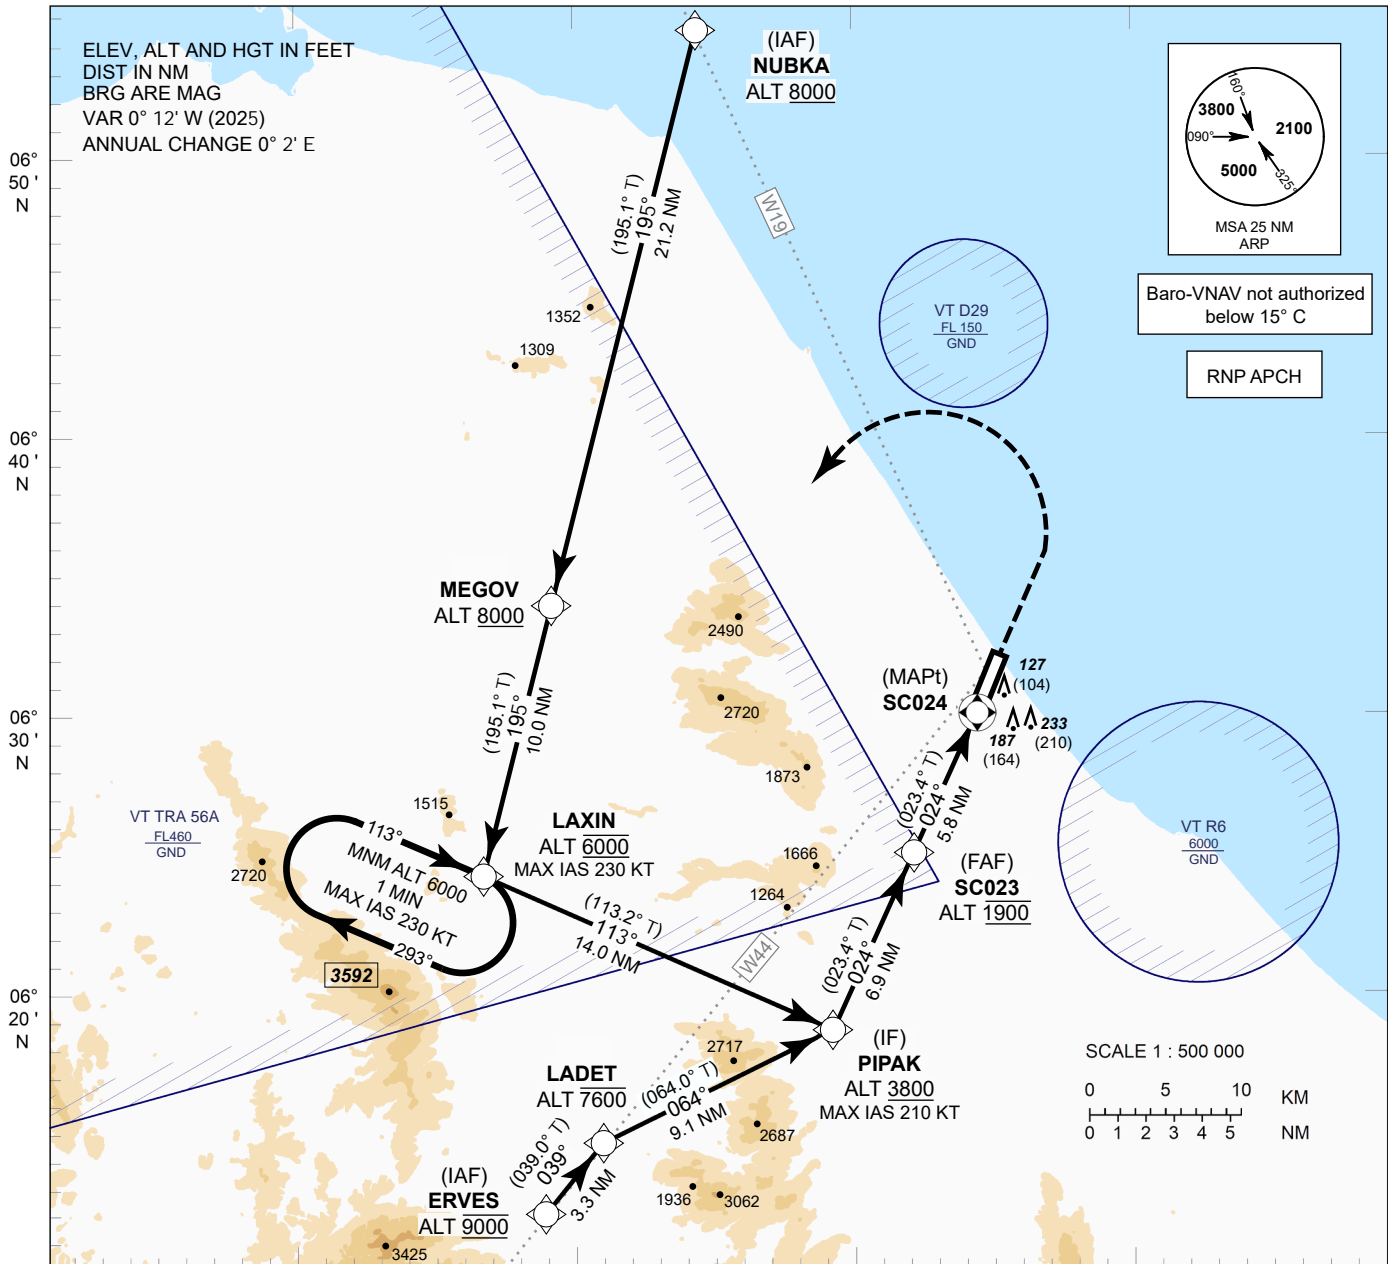 ELEV, ALT AND HGT IN FEET
DIST IN NM
BRG ARE MAG
VAR 0° 12' W (2025)
ANNUAL CHANGE 0° 2' E
(IAF)
NUBKA
ALT 8000
160°
3800
2100
090°
5000
325°
MSA 25 NM
ARP
Baro-VNAV not authorized
below 15° C
RNP APCH
06°
50 '
N
(195.1° T)
195°
21.2 NM
W19
VT D29
FL 150
GND
1352
1309
06°
40 '
N
MEGOV
ALT 8000
2490
(195.1° T)
195°
10.0 NM
2720
(MAPt)
SC024
127
(104)
187
(164)
233
(210)
06°
30 '
N
1873
VT TRA 56A
FL460
GND
1515
LAXIN
ALT 6000
MAX IAS 230 KT
(023.4° T)
024°
5.8 NM
VT R6
6000
GND
113°
MNM ALT 6000
1 MIN
MAX IAS 230 KT
293°
2720
1666
1264
(FAF)
SC023
ALT 1900
(113.2° T)
113°
14.0 NM
W44
(023.4° T)
024°
6.9 NM
3592
06°
20 '
N
(IF)
PIPAK
ALT 3800
MAX IAS 210 KT
2717
LADET
ALT 7600
(064.0° T)
064°
9.1 NM
2687
SCALE 1 : 500 000
0 5 10 KM
0 1 2 3 4 5 NM
(039.0° T)
039°
3.3 NM
(IAF)
ERVES
ALT 9000
1936
3062
3425